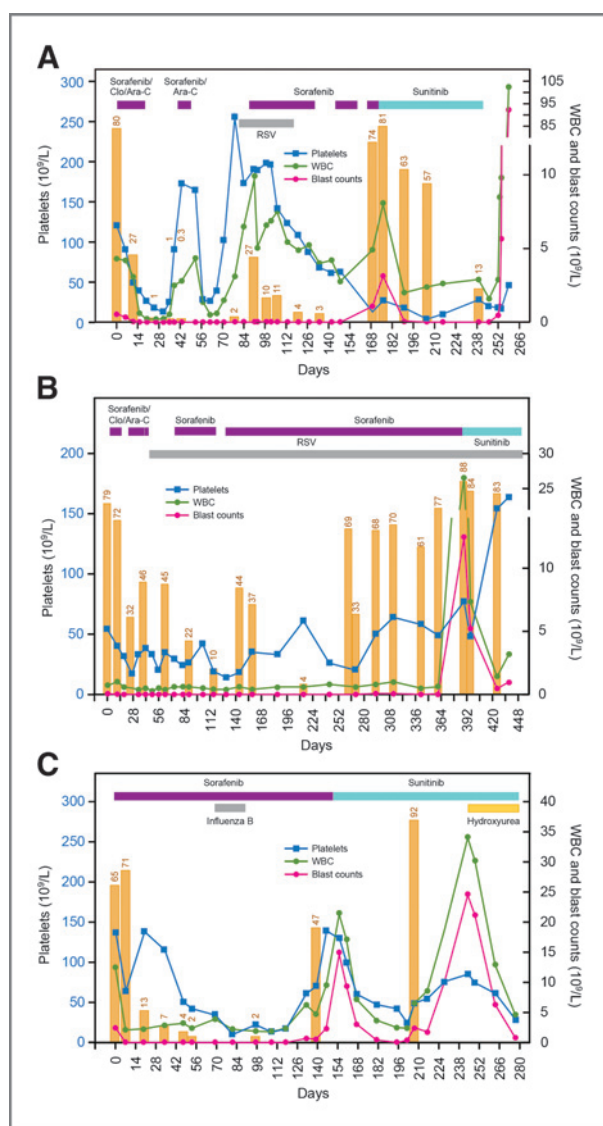 A
Sorafenib/
Clo/Ara-C
Sorafenib/
Ara-C
Sorafenib
Sunitinib
RSV
Platelets
WBC
Blast counts
Platelets (10⁹/L)
300
250
200
150
100
50
0
WBC and blast counts (10⁹/L)
105
95
85
10
5
0
80
27
1
1
0.3
2
27
10
11
4
3
74
81
63
57
13
0 14 28 42 56 70 84 98 112 126 140 154 168 182 196 210 224 238 252 266
Days
B
Sorafenib/
Clo/Ara-C
Sorafenib
Sorafenib
RSV
Sunitinib
Platelets
WBC
Blast counts
Platelets (10⁹/L)
200
150
100
50
0
WBC and blast counts (10⁹/L)
30
25
10
5
0
79
72
32
46
45
22
10
44
37
4
69
33
68
70
61
77
88
84
83
0 28 56 84 112 140 168 196 224 252 280 308 336 364 392 420 448
Days
C
Sorafenib
Sunitinib
Influenza B
Hydroxyurea
Platelets
WBC
Blast counts
Platelets (10⁹/L)
300
250
200
150
100
50
0
WBC and blast counts (10⁹/L)
40
35
30
25
20
15
10
5
0
65
71
13
7
4
2
2
47
92
0 14 28 42 56 70 84 98 112 126 140 154 168 182 196 210 224 238 252 266 280
Days